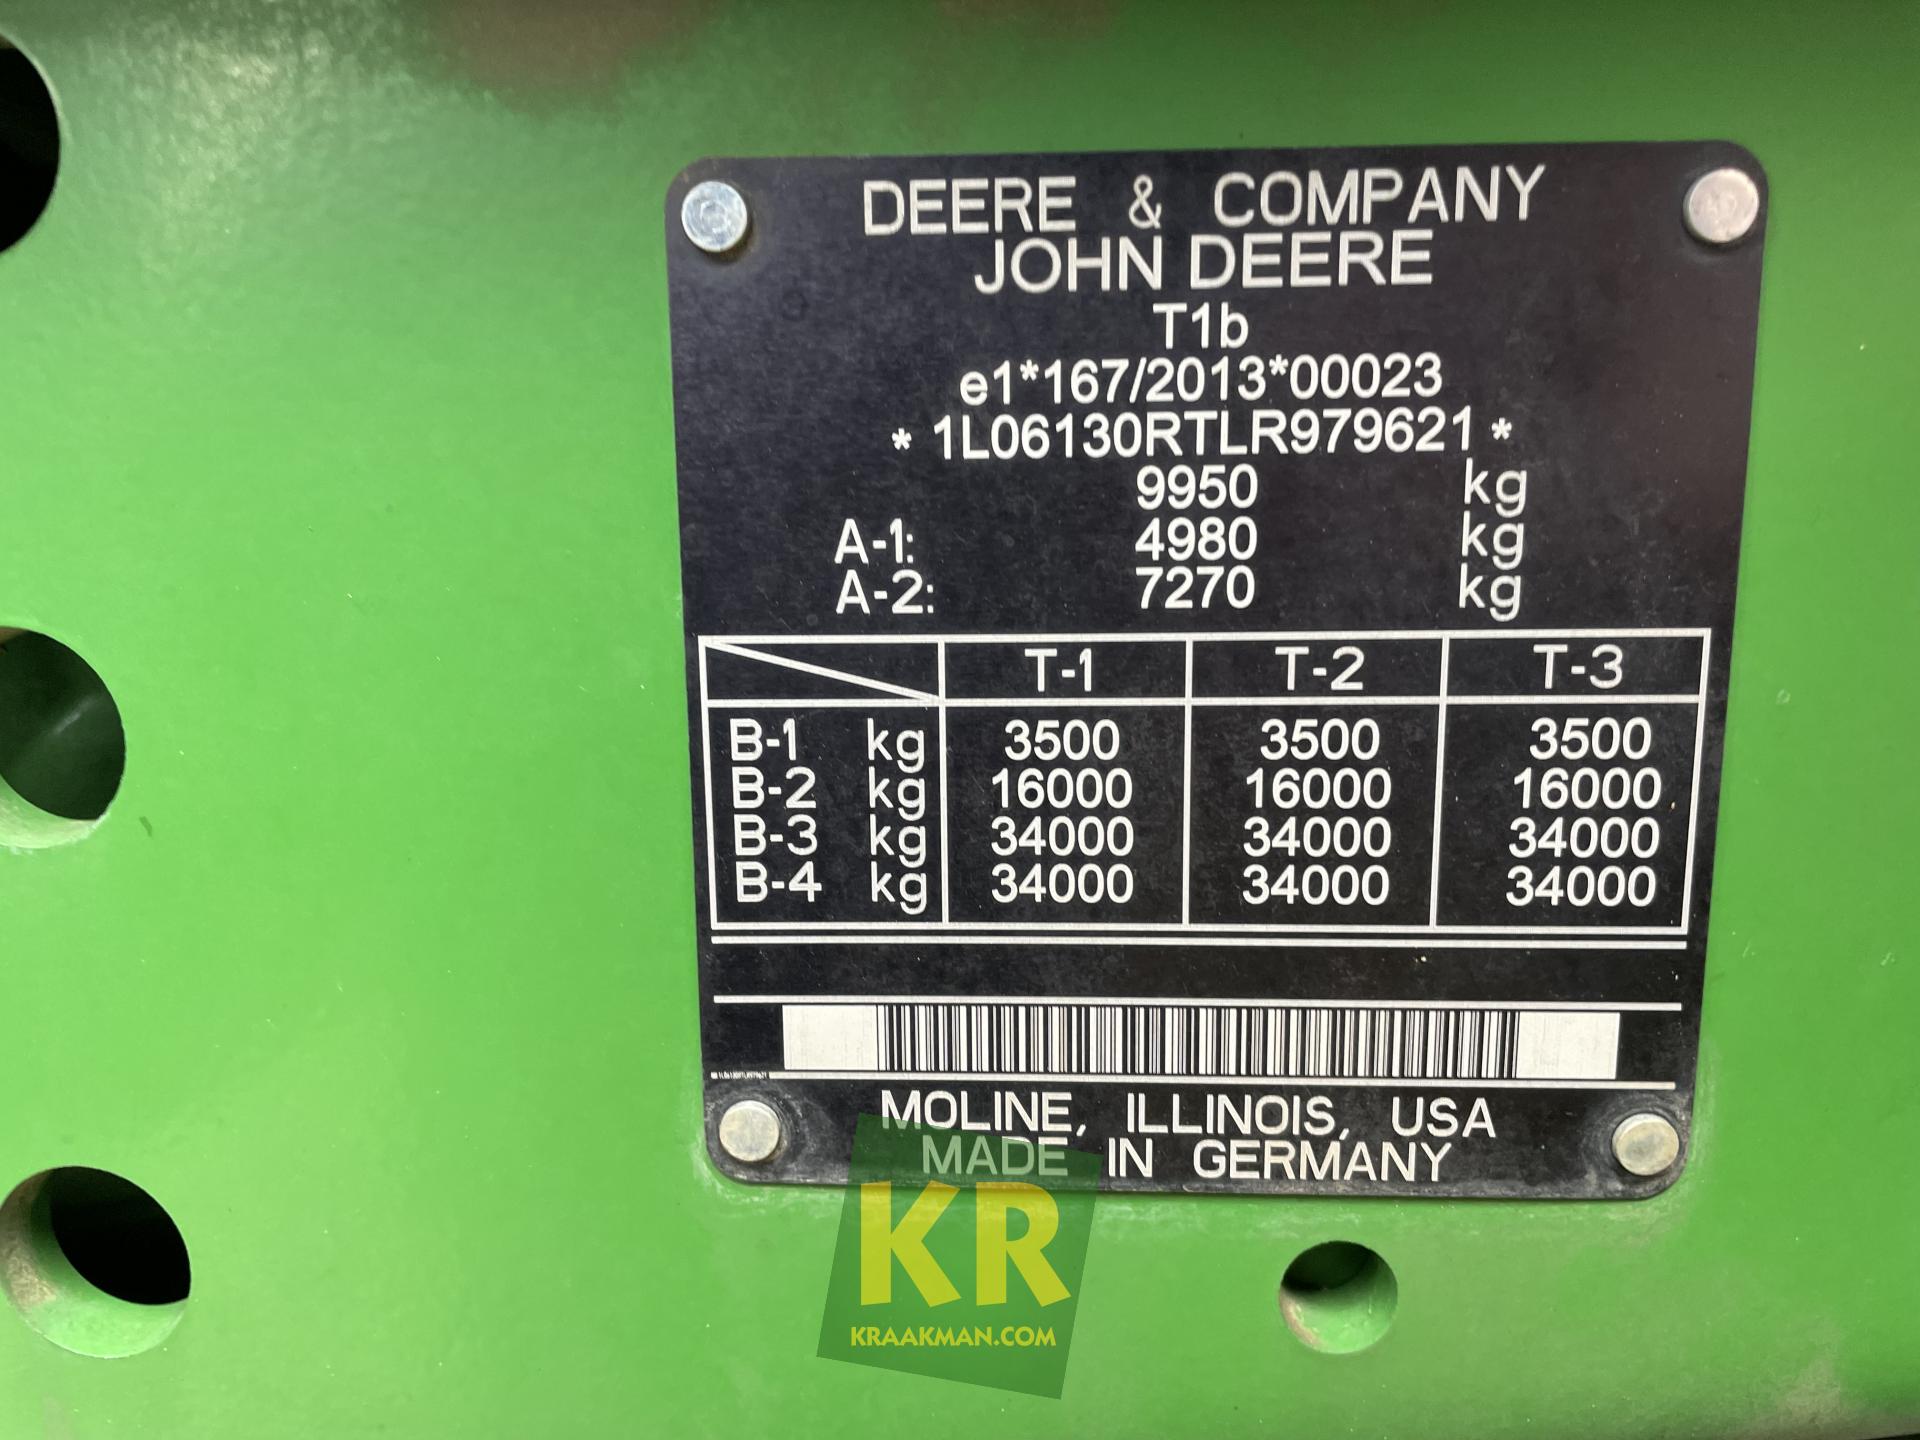 DEERE & COMPANY
JOHN DEERE
T1b
e1*167/2013*00023
* 1L06130RTLR979621 *
9950 kg
A-1: 4980 kg
A-2: 7270 kg
T-1 T-2 T-3
B-1 kg 3500 3500 3500
B-2 kg 16000 16000 16000
B-3 kg 34000 34000 34000
B-4 kg 34000 34000 34000
1L06130RTLR979621
MOLINE, ILLINOIS, USA
MADE IN GERMANY
KR
KRAAKMAN.COM